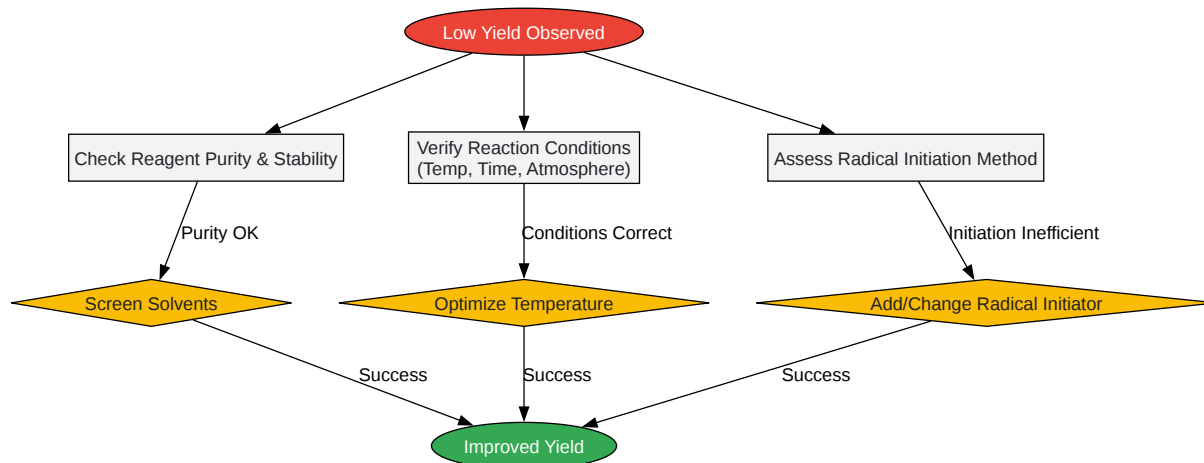 Low Yield Observed
Check Reagent Purity & Stability
Verify Reaction Conditions
(Temp, Time, Atmosphere)
Assess Radical Initiation Method
Purity OK
Conditions Correct
Initiation Inefficient
Screen Solvents
Optimize Temperature
Add/Change Radical Initiator
Success
Success
Success
Improved Yield